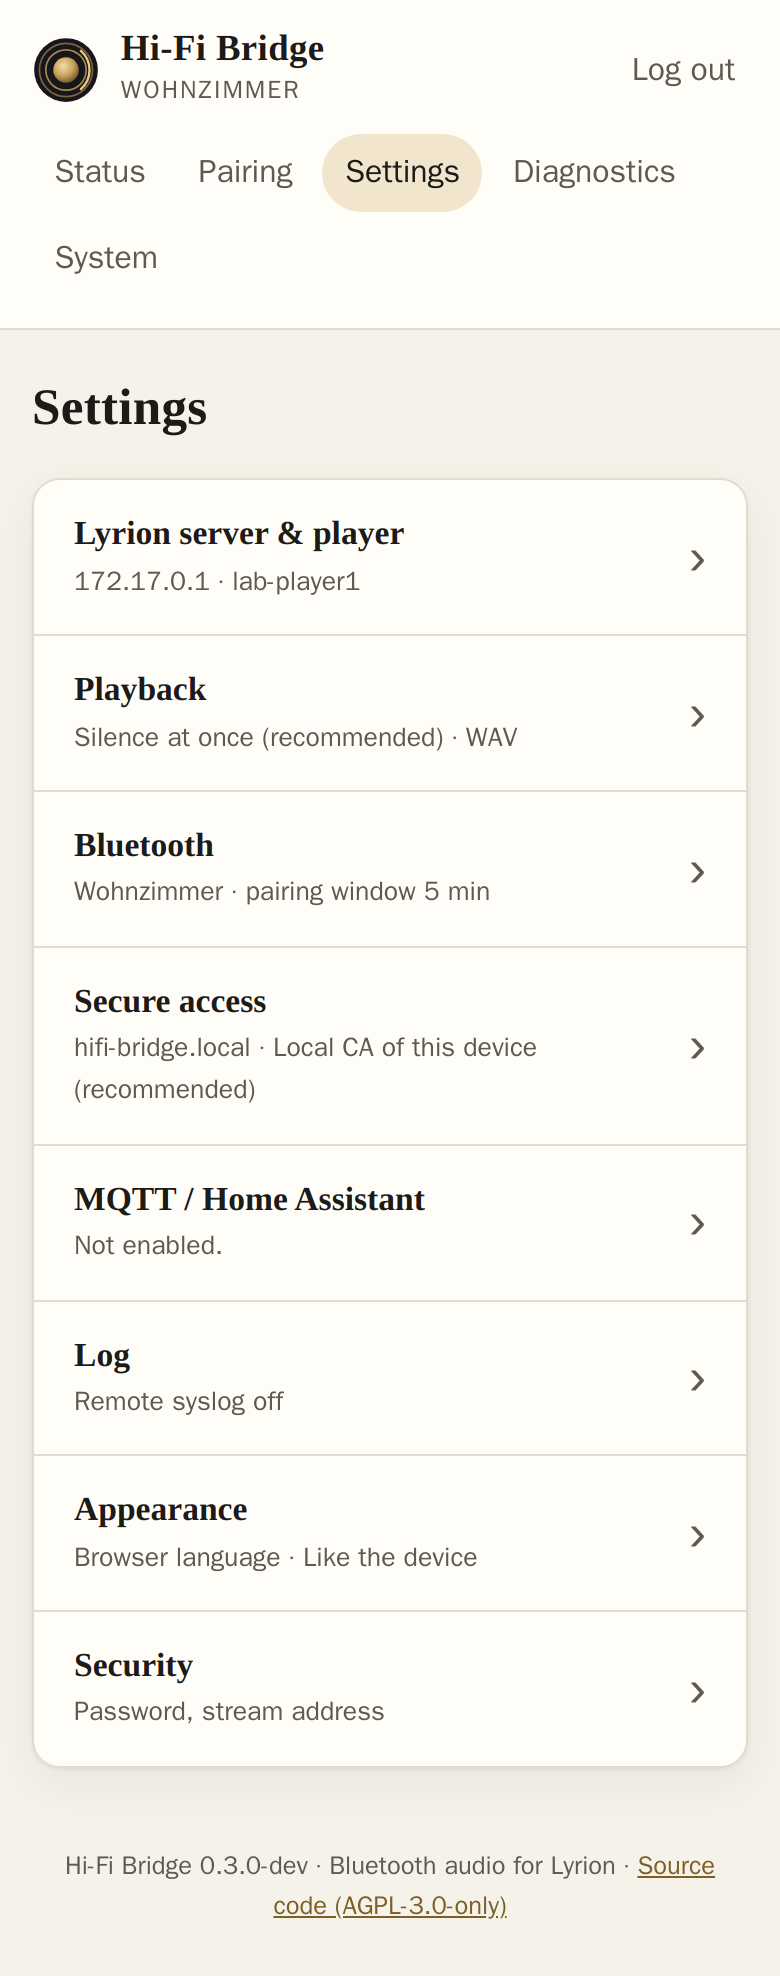 Hi-Fi Bridge
WOHNZIMMER
Log out
Status Pairing Settings Diagnostics
System
Settings
Lyrion server & player
172.17.0.1 · lab-player1
Playback
Silence at once (recommended) · WAV
Bluetooth
Wohnzimmer · pairing window 5 min
Secure access
hifi-bridge.local · Local CA of this device
(recommended)
MQTT / Home Assistant
Not enabled.
Log
Remote syslog off
Appearance
Browser language · Like the device
Security
Password, stream address
Hi-Fi Bridge 0.3.0-dev · Bluetooth audio for Lyrion · Source
code (AGPL-3.0-only)